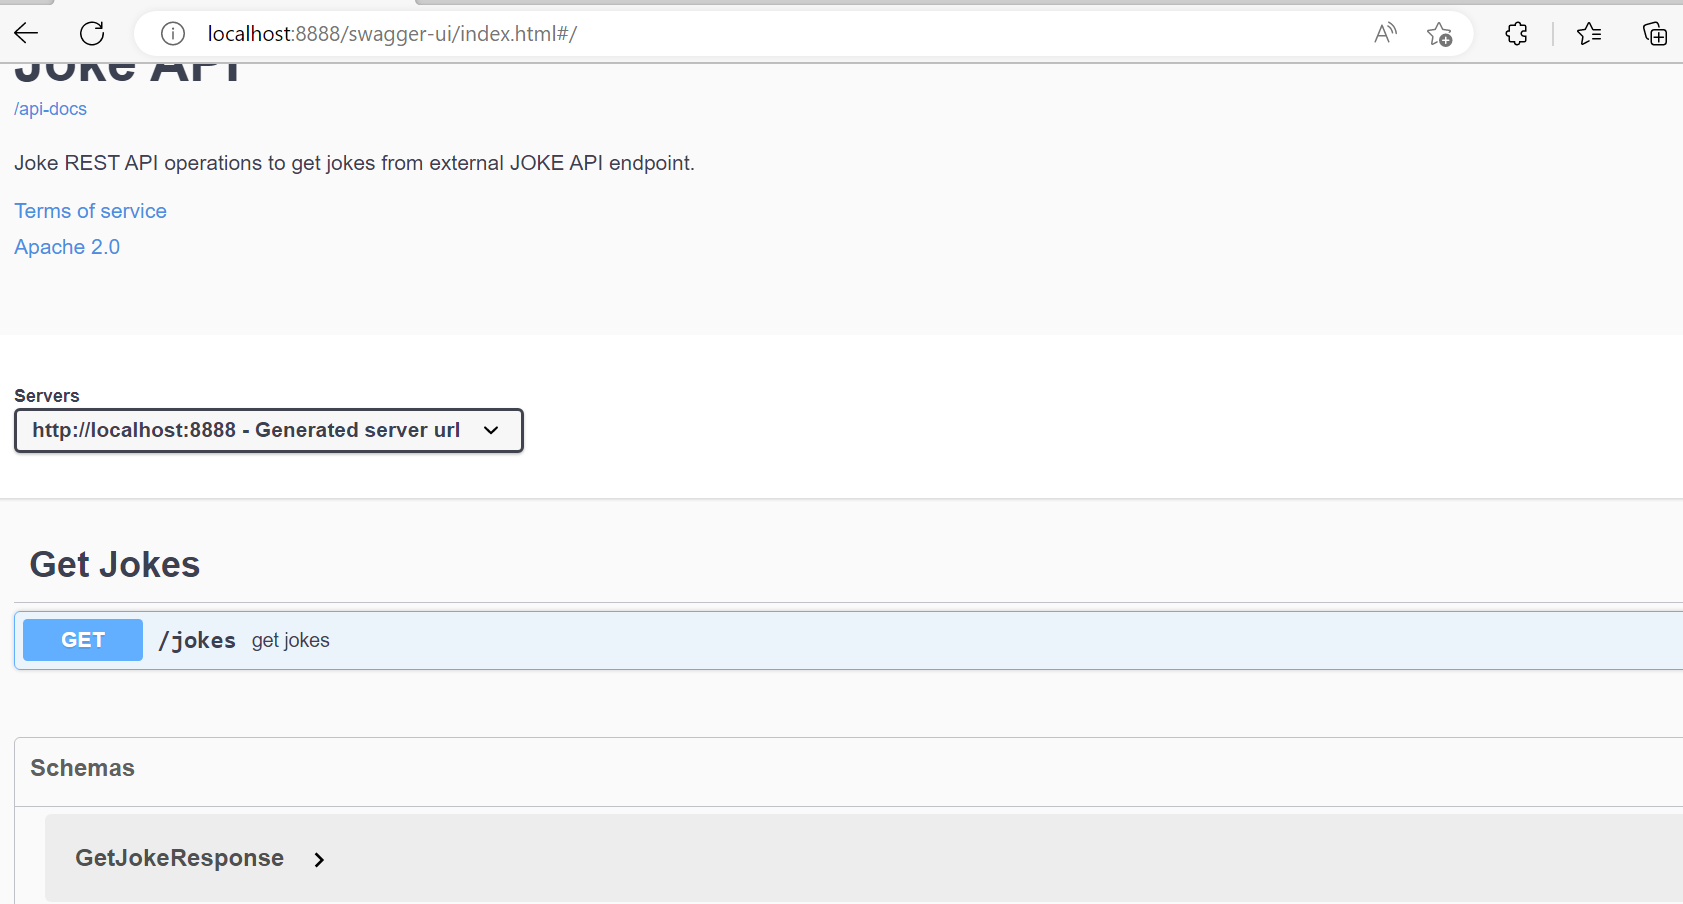 localhost:8888/swagger-ui/index.html#/
Joke API
/api-docs
Joke REST API operations to get jokes from external JOKE API endpoint.
Terms of service
Apache 2.0
Servers
http://localhost:8888 - Generated server url
Get Jokes
GET /jokes get jokes
Schemas
GetJokeResponse